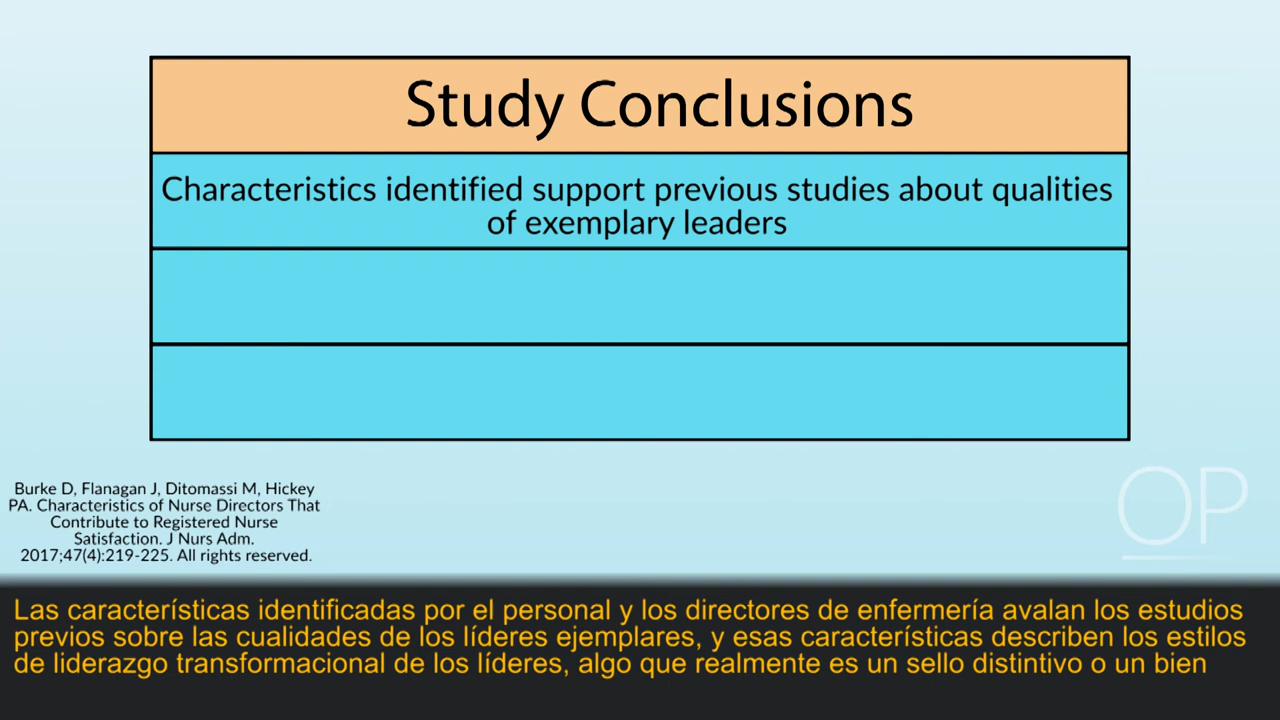 Study Conclusions
Characteristics identified support previous studies about qualities
of exemplary leaders
Burke D, Flanagan J, Ditomassi M, Hickey
PA. Characteristics of Nurse Directors That
Contribute to Registered Nurse
Satisfaction. J Nurs Adm.
2017;47(4):219-225. All rights reserved.
OP
Las características identificadas por el personal y los directores de enfermería avalan los estudios
previos sobre las cualidades de los líderes ejemplares, y esas características describen los estilos
de liderazgo transformacional de los líderes, algo que realmente es un sello distintivo o un bien